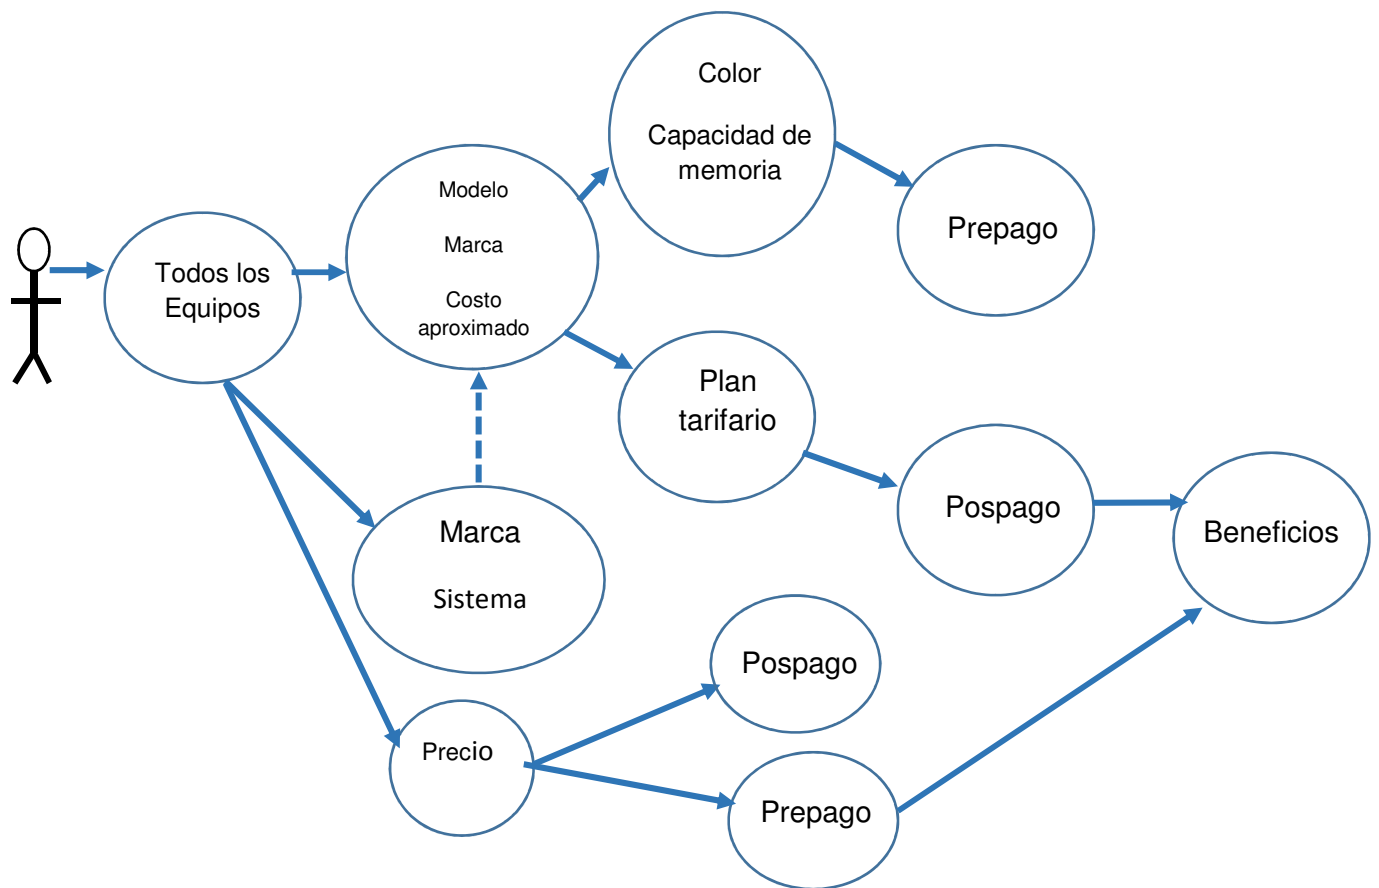 Color
Capacidad de
memoria
Modelo
Marca
Costo
aproximado
Prepago
Todos los
Equipos
Plan
tarifario
Pospago
Beneficios
Marca
Sistema
Pospago
Precio
Prepago